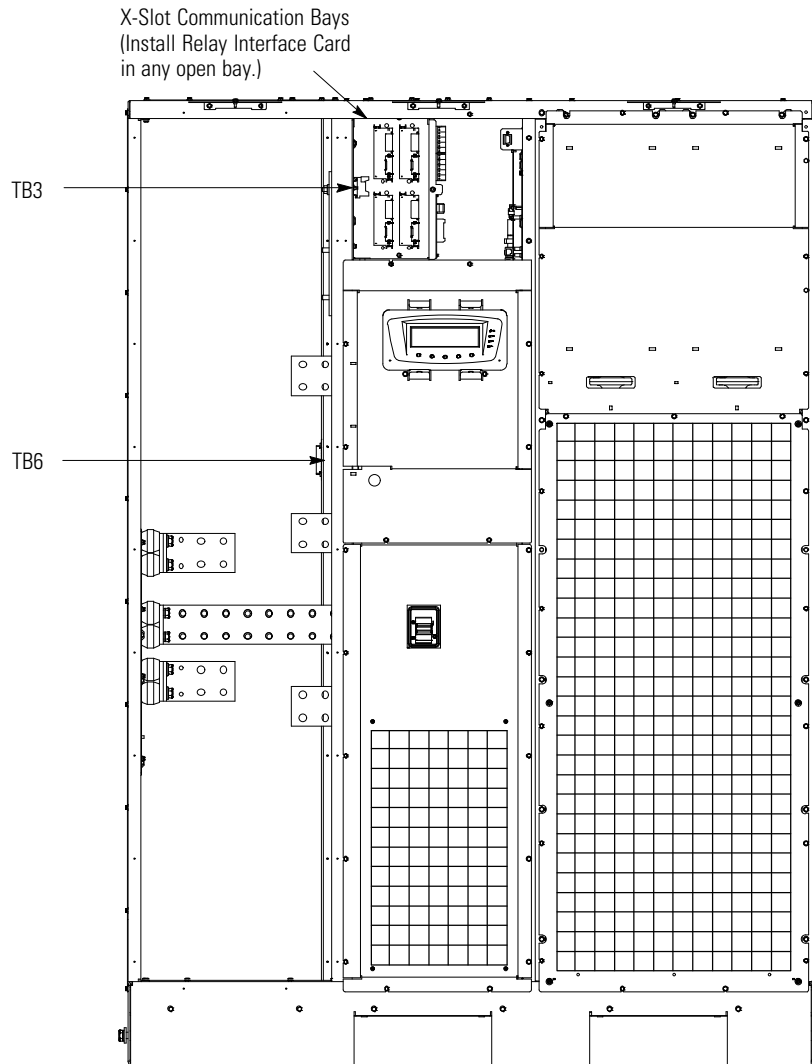 X-Slot Communication Bays
(Install Relay Interface Card
in any open bay.)
TB3
TB6